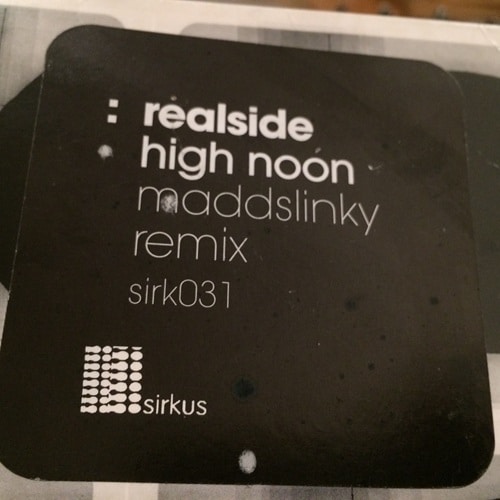 : realside
high noon
maddslinky
remix
sirk031
sirkus